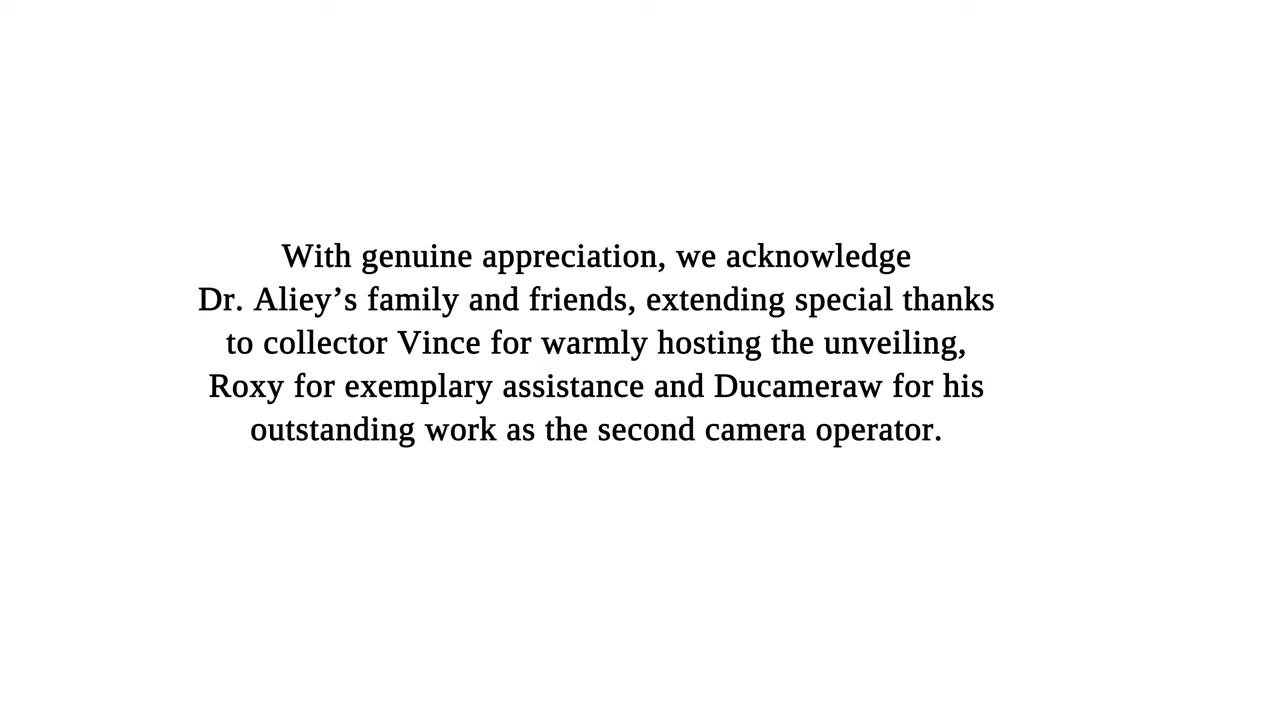 With genuine appreciation, we acknowledge
Dr. Aliey’s family and friends, extending special thanks
to collector Vince for warmly hosting the unveiling,
Roxy for exemplary assistance and Ducameraw for his
outstanding work as the second camera operator.